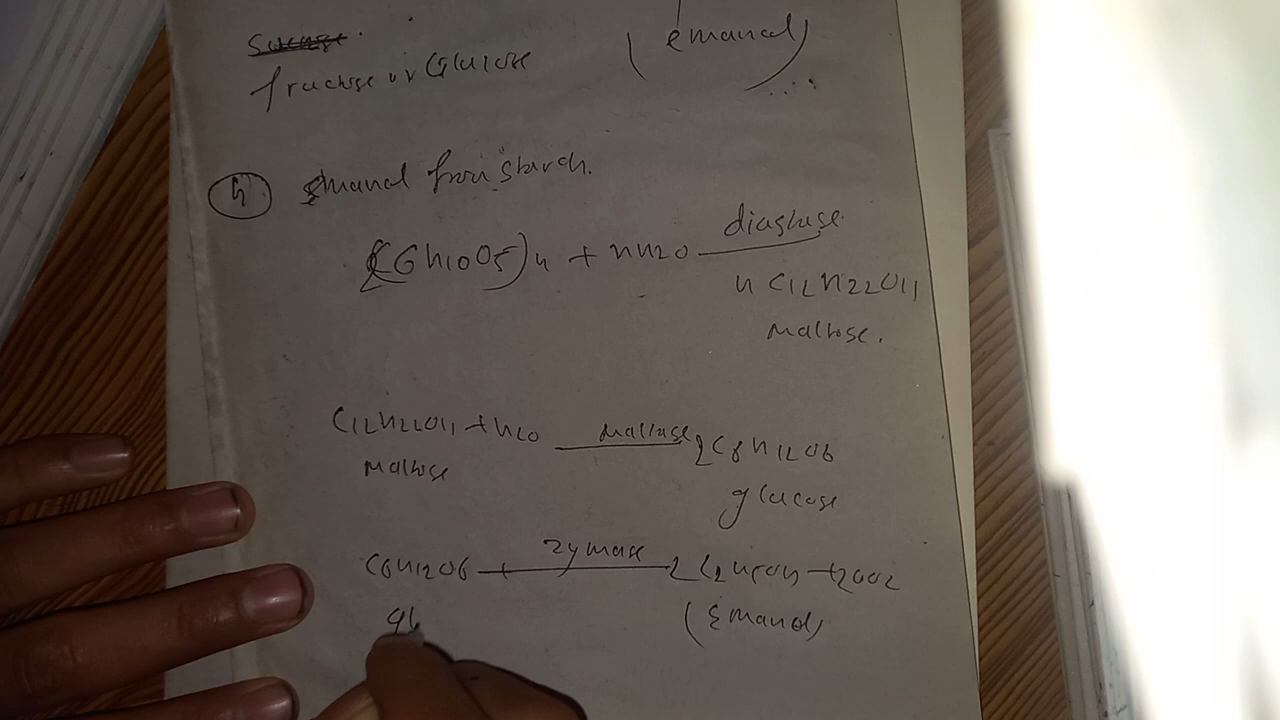 fructose or Glucose (ethanol)
4 Ethanol from starch.
(C6H10O5)n + nH2O diastase
n C12H22O11
Maltose.
C12H22O11 + H2O maltase 2C6H12O6
Maltose
glucose
C6H12O6 zymase 2C2H5OH + 2CO2
gl (Ethanol)